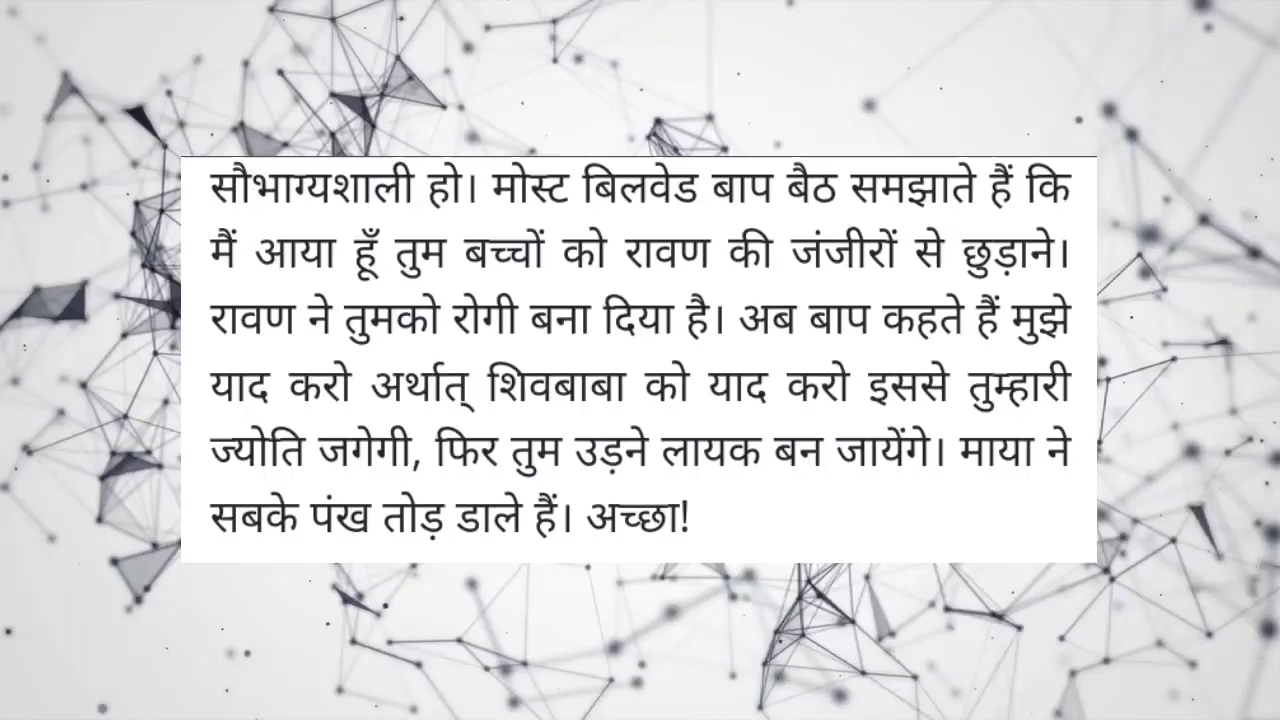 सौभाग्यशाली हो। मोस्ट बिलवेड बाप बैठ समझाते हैं कि
मैं आया हूँ तुम बच्चों को रावण की जंजीरों से छुड़ाने।
रावण ने तुमको रोगी बना दिया है। अब बाप कहते हैं मुझे
याद करो अर्थात् शिवबाबा को याद करो इससे तुम्हारी
ज्योति जगेगी, फिर तुम उड़ने लायक बन जायेंगे। माया ने
सबके पंख तोड़ डाले हैं। अच्छा!